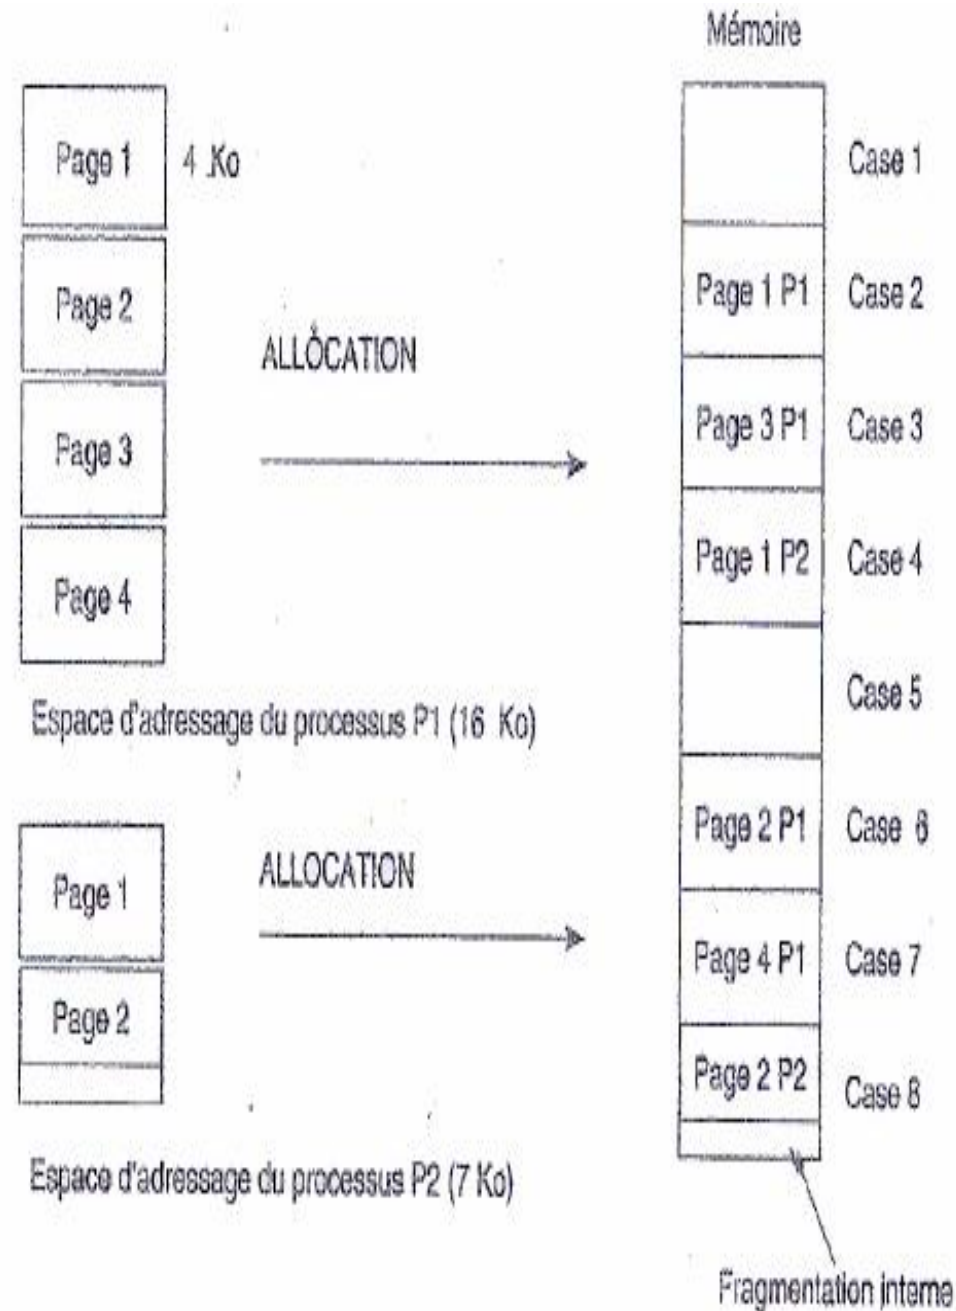 Mémoire
Page 1
4 Ko
Page 2
Page 3
Page 4
ALLOCATION
Espace d'adressage du processus P1 (16 Ko)
Page 1
Page 2
ALLOCATION
Espace d'adressage du processus P2 (7 Ko)
Case 1
Page 1 P1
Case 2
Page 3 P1
Case 3
Page 1 P2
Case 4
Case 5
Page 2 P1
Case 6
Page 4 P1
Case 7
Page 2 P2
Case 8
Fragmentation interne